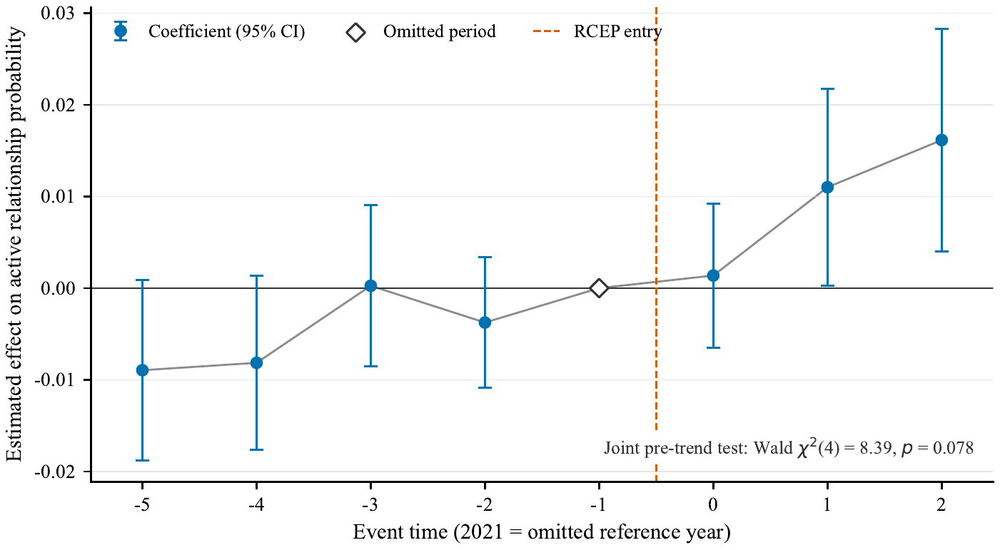 Estimated effect on active relationship probability
0.03
0.02
0.01
0.00
-0.01
-0.02
Coefficient (95% CI)
Omitted period
RCEP entry
Joint pre-trend test: Wald χ²(4) = 8.39, p = 0.078
-5
-4
-3
-2
-1
0
1
2
Event time (2021 = omitted reference year)